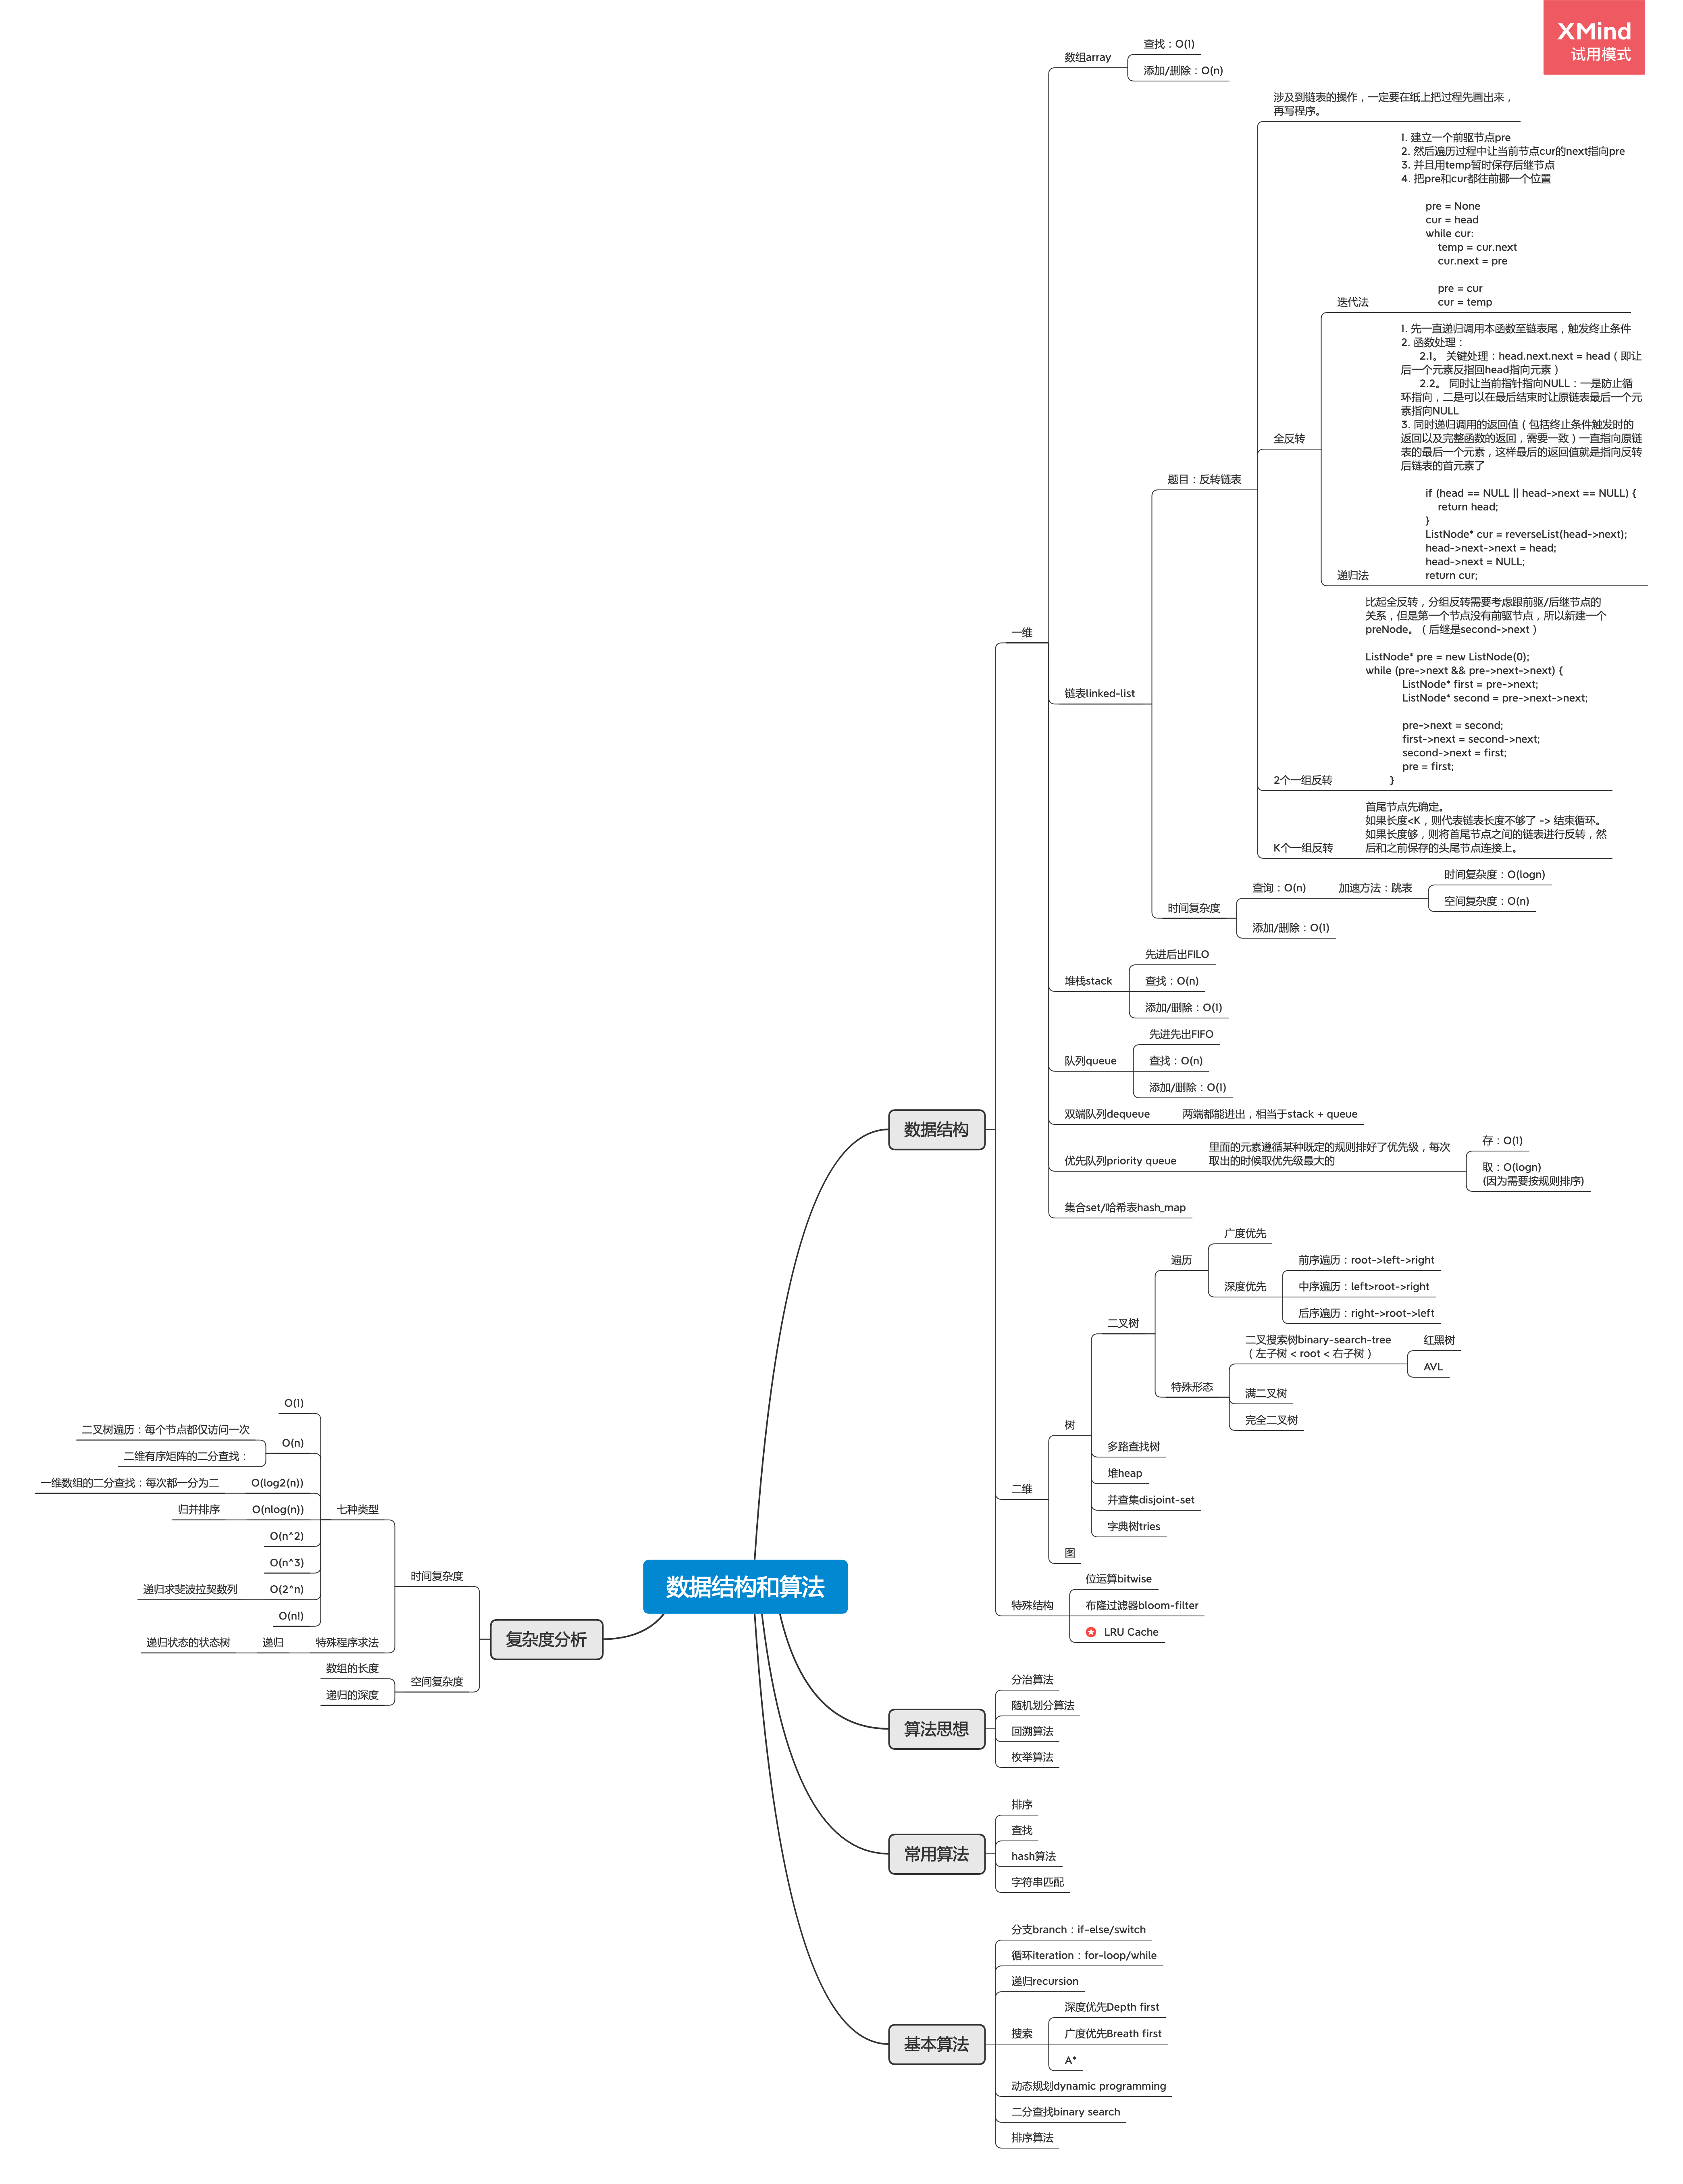 XMind
试用模式
数据结构和算法
数据结构
一维
数组array
查找：O(1)
添加/删除：O(n)
链表linked-list
题目：反转链表
涉及到链表的操作，一定要在纸上把过程先画出来，
再写程序。
全反转
迭代法
1. 建立一个前驱节点pre
2. 然后遍历过程中让当前节点cur的next指向pre
3. 并且用temp暂时保存后继节点
4. 把pre和cur都往前挪一个位置
pre = None
cur = head
while cur:
temp = cur.next
cur.next = pre
pre = cur
cur = temp
递归法
1. 先一直递归调用本函数至链表尾，触发终止条件
2. 函数处理：
2.1。 关键处理：head.next.next = head（即让
后一个元素反指回head指向元素）
2.2。 同时让当前指针指向NULL：一是防止循
环指向，二是可以在最后结束时让原链表最后一个元
素指向NULL
3. 同时递归调用的返回值（包括终止条件触发时的
返回以及完整函数的返回，需要一致）一直指向原链
表的最后一个元素，这样最后的返回值就是指向反转
后链表的首元素了
if (head == NULL || head->next == NULL) {
return head;
}
ListNode* cur = reverseList(head->next);
head->next->next = head;
head->next = NULL;
return cur;
2个一组反转
比起全反转，分组反转需要考虑跟前驱/后继节点的
关系，但是第一个节点没有前驱节点，所以新建一个
preNode。（后继是second->next）
ListNode* pre = new ListNode(0);
while (pre->next && pre->next->next) {
ListNode* first = pre->next;
ListNode* second = pre->next->next;
pre->next = second;
first->next = second->next;
second->next = first;
pre = first;
}
K个一组反转
首尾节点先确定。
如果长度<K，则代表链表长度不够了 -> 结束循环。
如果长度够，则将首尾节点之间的链表进行反转，然
后和之前保存的头尾节点连接上。
时间复杂度
查询：O(n)
加速方法：跳表
时间复杂度：O(logn)
空间复杂度：O(n)
添加/删除：O(1)
堆栈stack
先进后出FILO
查找：O(n)
添加/删除：O(1)
队列queue
先进先出FIFO
查找：O(n)
添加/删除：O(1)
双端队列dequeue
两端都能进出，相当于stack + queue
优先队列priority queue
里面的元素遵循某种既定的规则排好了优先级，每次
取出的时候取优先级最大的
存：O(1)
取：O(logn)
(因为需要按规则排序)
集合set/哈希表hash_map
二维
树
二叉树
遍历
广度优先
深度优先
前序遍历：root->left->right
中序遍历：left>root->right
后序遍历：right->root->left
特殊形态
二叉搜索树binary-search-tree
（左子树 < root < 右子树）
红黑树
AVL
满二叉树
完全二叉树
多路查找树
堆heap
并查集disjoint-set
字典树tries
图
特殊结构
位运算bitwise
布隆过滤器bloom-filter
LRU Cache
算法思想
分治算法
随机划分算法
回溯算法
枚举算法
常用算法
排序
查找
hash算法
字符串匹配
基本算法
分支branch：if-else/switch
循环iteration：for-loop/while
递归recursion
搜索
深度优先Depth first
广度优先Breath first
A*
动态规划dynamic programming
二分查找binary search
排序算法
复杂度分析
时间复杂度
七种类型
O(1)
O(n)
二叉树遍历：每个节点都仅访问一次
二维有序矩阵的二分查找：
O(log2(n))
一维数组的二分查找：每次都一分为二
O(nlog(n))
归并排序
O(n^2)
O(n^3)
O(2^n)
递归求斐波拉契数列
O(n!)
特殊程序求法
递归
递归状态的状态树
空间复杂度
数组的长度
递归的深度